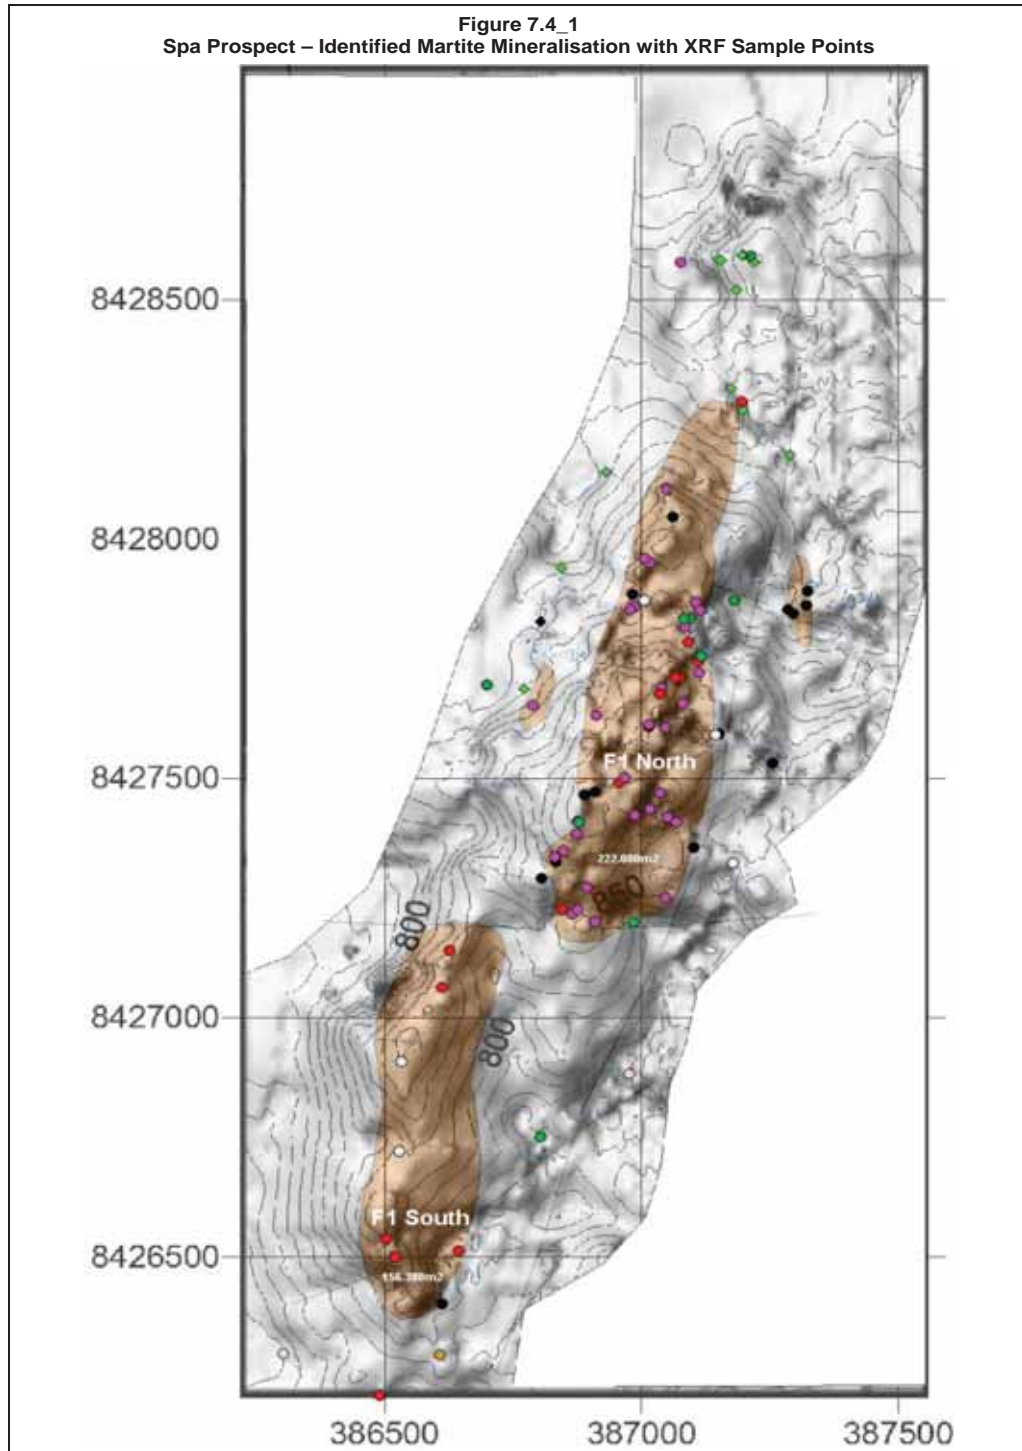 Figure 7.4_1
Spa Prospect – Identified Martite Mineralisation with XRF Sample Points
8428500
8428000
8427500
F1 North
222.080m2
850
800
8427000
800
F1 South
8426500
156.380m2
386500 387000 387500